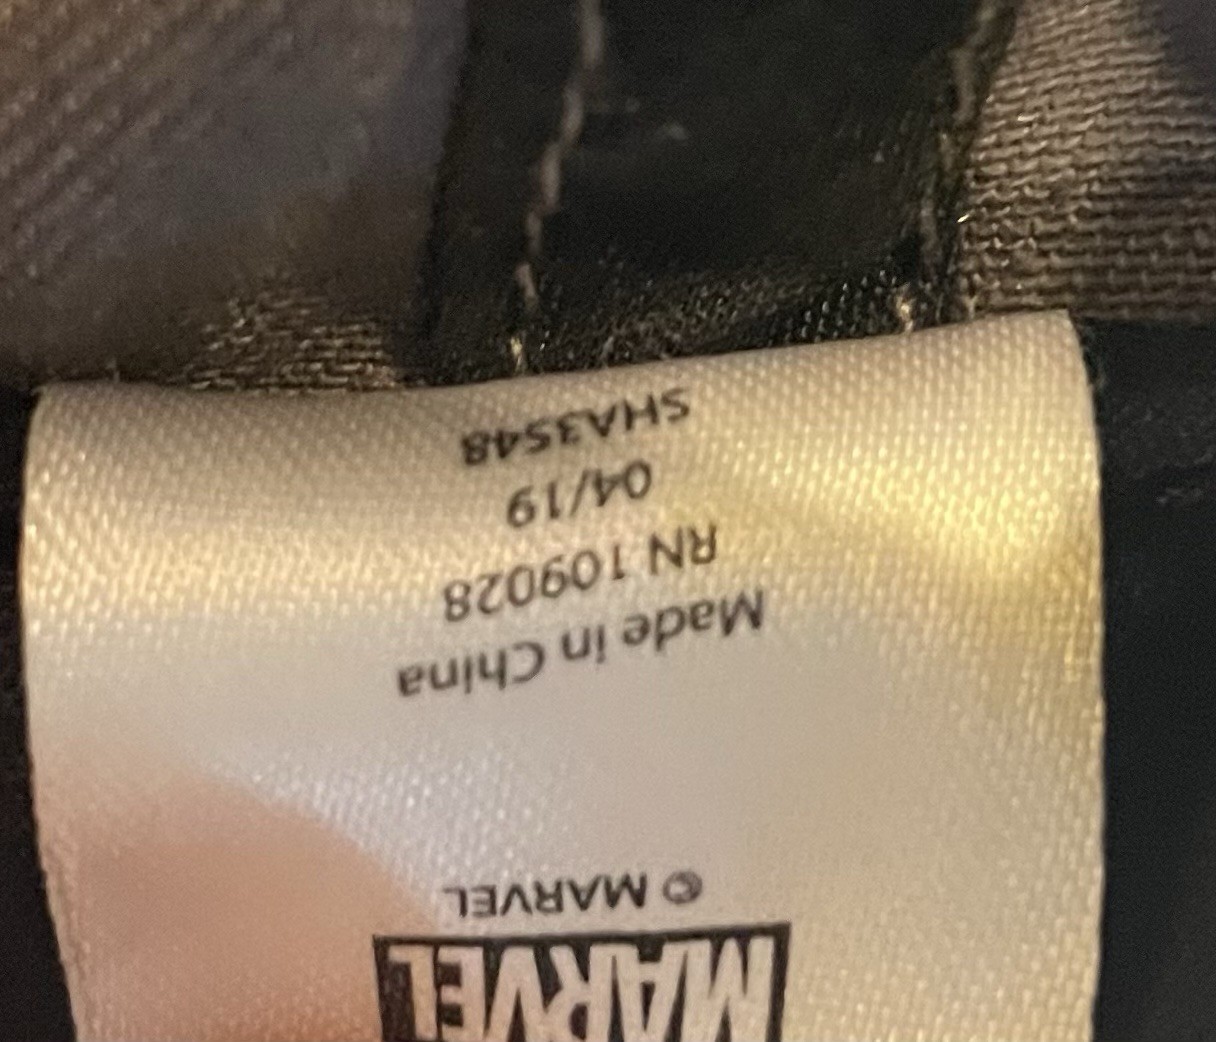 MARVEL
© MARVEL
Made in China
RN 109028
04/19
SHA3548